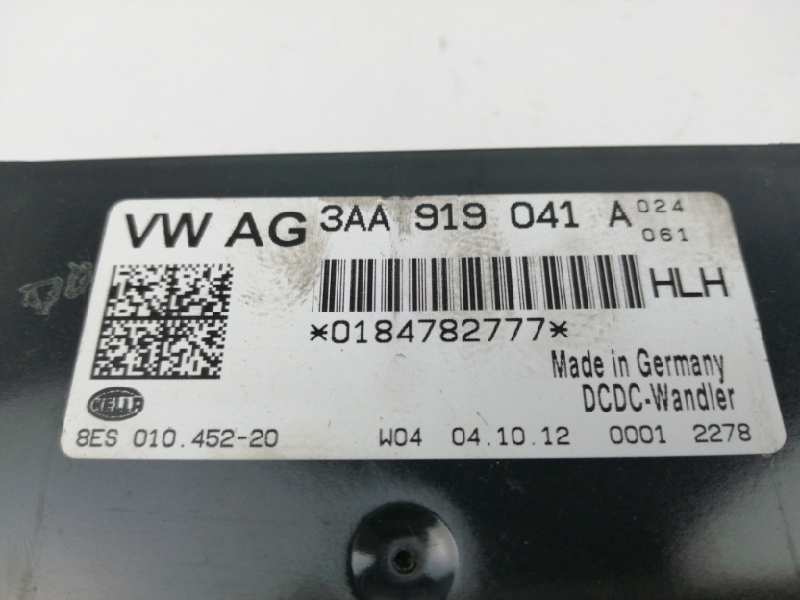 VW AG 3AA 919 041 A 024
061
HLH
*0184782777*
Made in Germany
DCDC-Wandler
HELLA
8ES 010.452-20 W04 04.10.12 0001 2278